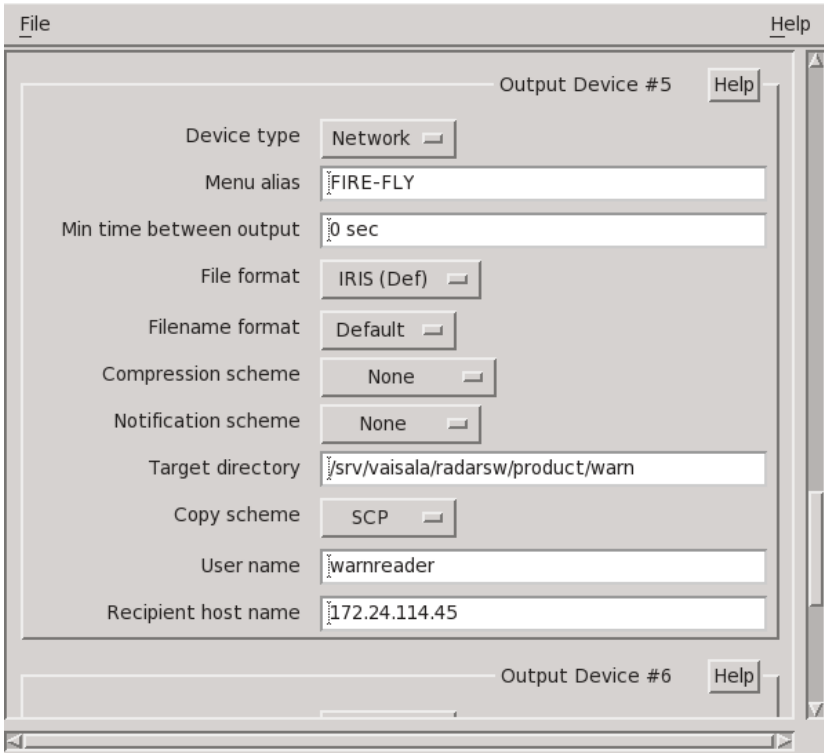 File Help
Output Device #5 Help
Device type Network
Menu alias FIRE-FLY
Min time between output 0 sec
File format IRIS (Def)
Filename format Default
Compression scheme None
Notification scheme None
Target directory /srv/vaisala/radarsw/product/warn
Copy scheme SCP
User name warnreader
Recipient host name 172.24.114.45
Output Device #6 Help